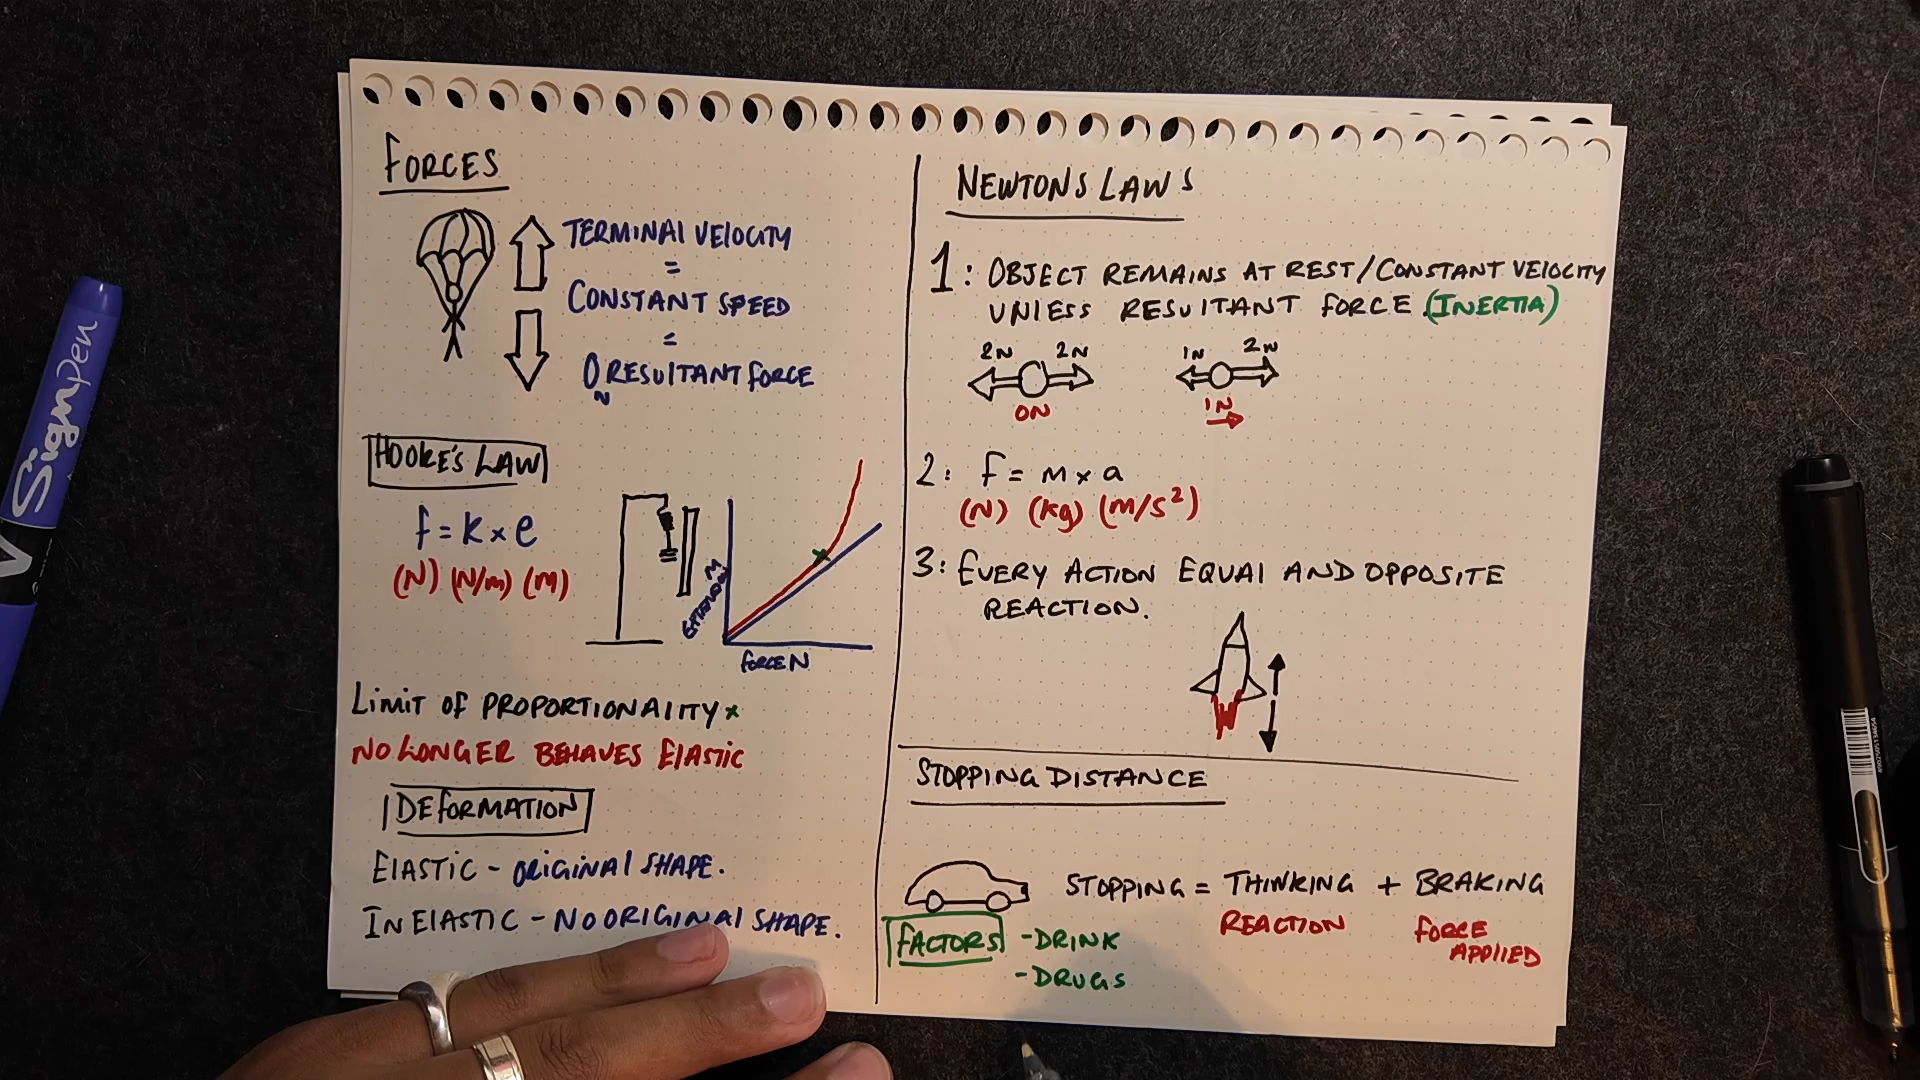 FORCES
TERMINAL VELOCITY
=
CONSTANT SPEED
=
0 RESULTANT FORCE
N
HOOKE'S LAW
F = K × e
(N) (N/m) (m)
FORCE N
LIMIT OF PROPORTIONALITY ×
NO LONGER BEHAVES ELASTIC
DEFORMATION
ELASTIC - ORIGINAL SHAPE.
INELASTIC - NO ORIGINAL SHAPE.
NEWTONS LAWS
1: OBJECT REMAINS AT REST/CONSTANT VELOCITY
UNLESS RESULTANT FORCE. (INERTIA)
2N 2N 1N 2N
0N 1N
2: F = m × a
(N) (kg) (m/s²)
3: EVERY ACTION EQUAL AND OPPOSITE
REACTION.
STOPPING DISTANCE
STOPPING = THINKING + BRAKING
REACTION FORCE
APPLIED
FACTORS - DRINK
- DRUGS
SignPen